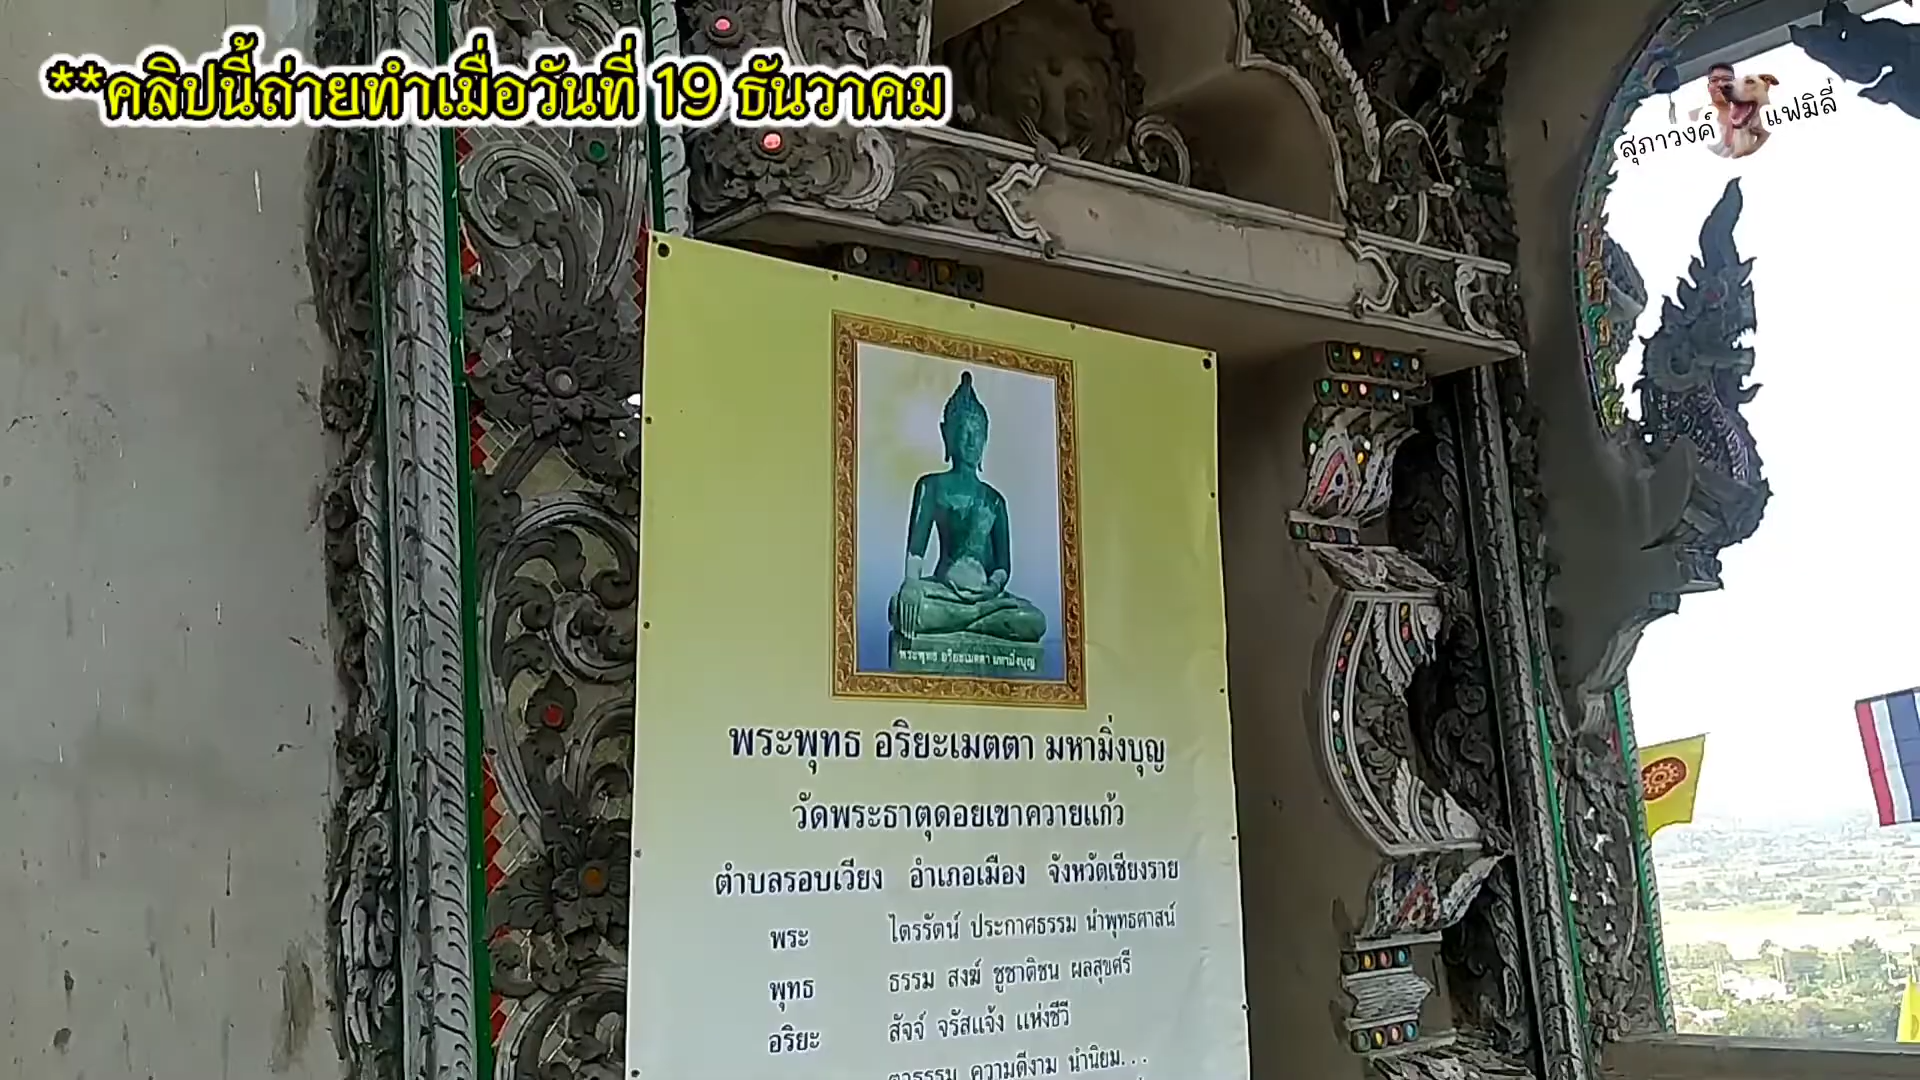 **คลิปนี้ถ่ายทำเมื่อวันที่ 19 ธันวาคม
สุภาวงค์ แฟมิลี่
พระพุทธ อริยะเมตตา มหามิ่งบุญ
พระพุทธ อริยะเมตตา มหามิ่งบุญ
วัดพระธาตุดอยเขาควายแก้ว
ตำบลรอบเวียง อำเภอเมือง จังหวัดเชียงราย
พระ ไตรรัตน์ ประกาศธรรม นำพุทธศาสน์
พุทธ ธรรม สงฆ์ ชูชาติชน ผลสุขศรี
อริยะ สัจจ์ จรัสแจ้ง แห่งชีวี
ความดีงาม นำนิยม...